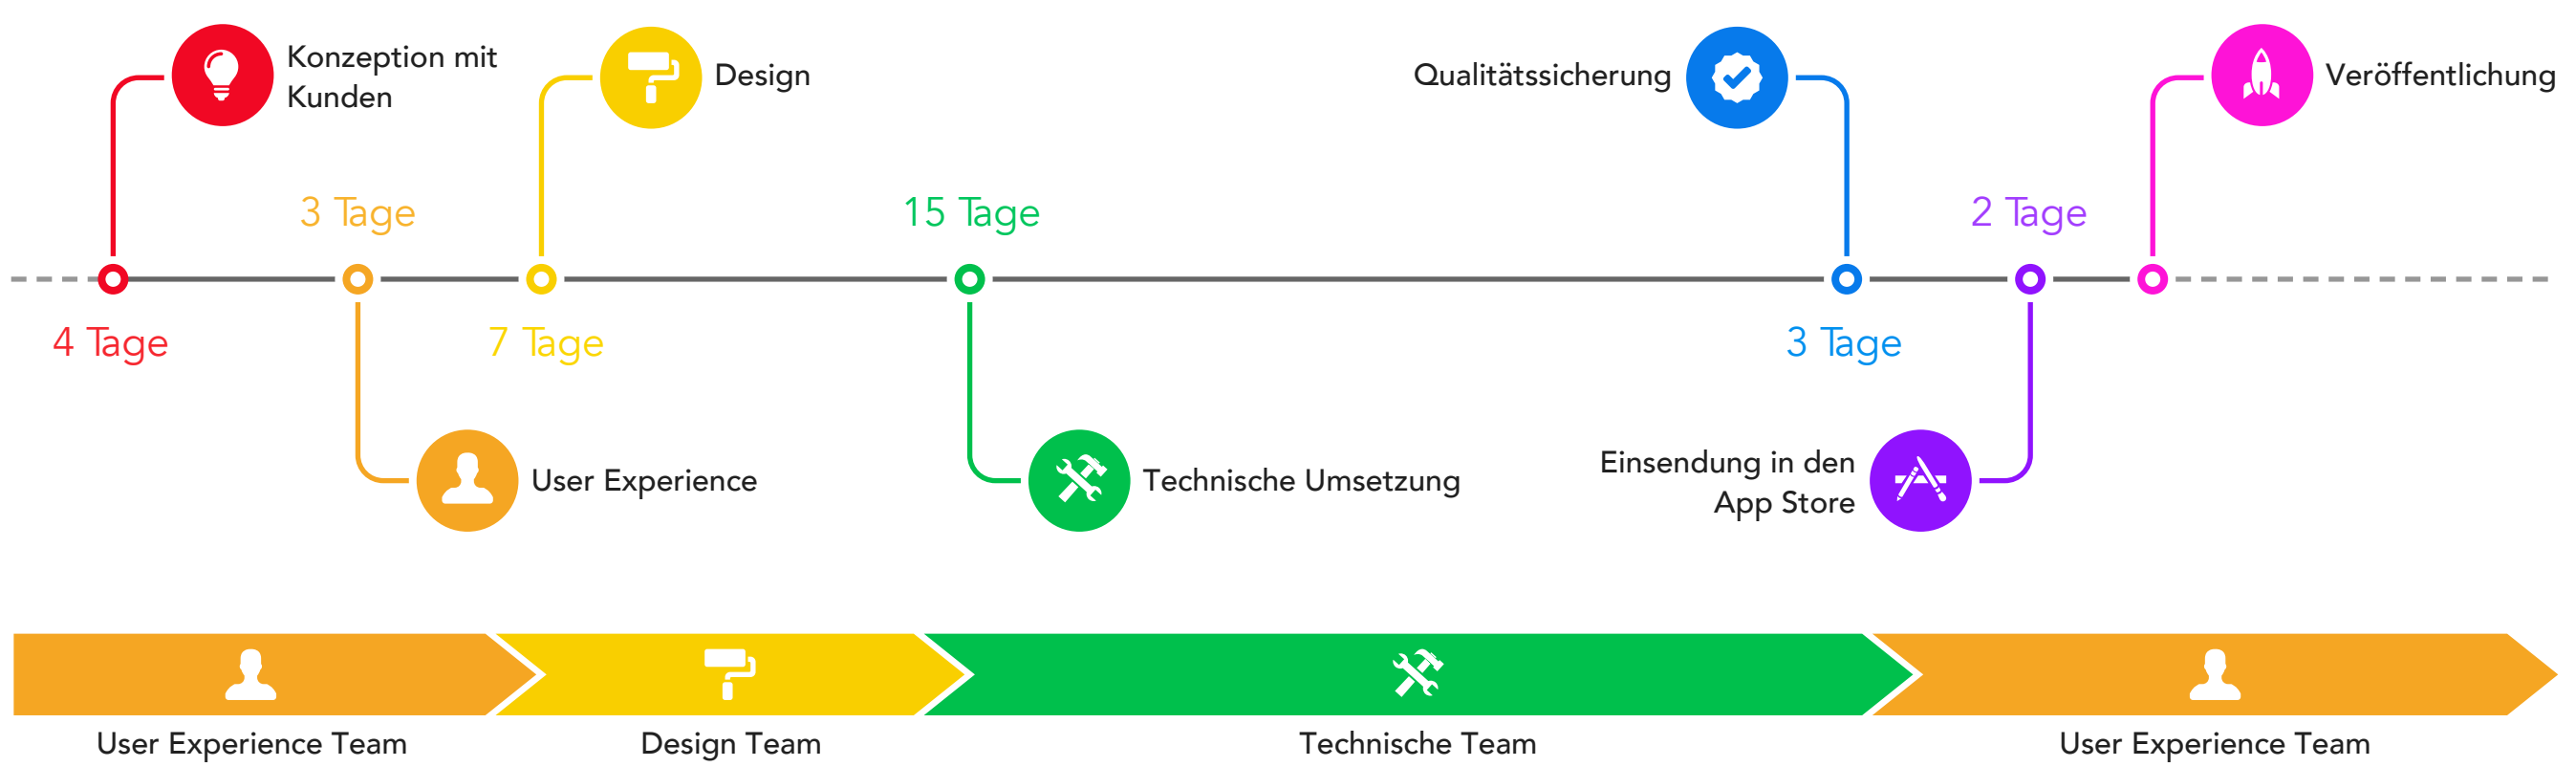 Konzeption mit
Kunden
Design
Qualitätssicherung
Veröffentlichung
3 Tage
15 Tage
2 Tage
4 Tage
7 Tage
3 Tage
User Experience
Technische Umsetzung
Einsendung in den
App Store
User Experience Team
Design Team
Technische Team
User Experience Team